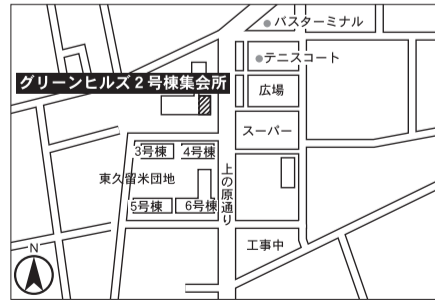 バスターミナル
テニスコート
グリーンヒルズ2号棟集会所
広場
スーパー
3号棟
4号棟
東久留米団地
上の原通り
5号棟
6号棟
工事中
N